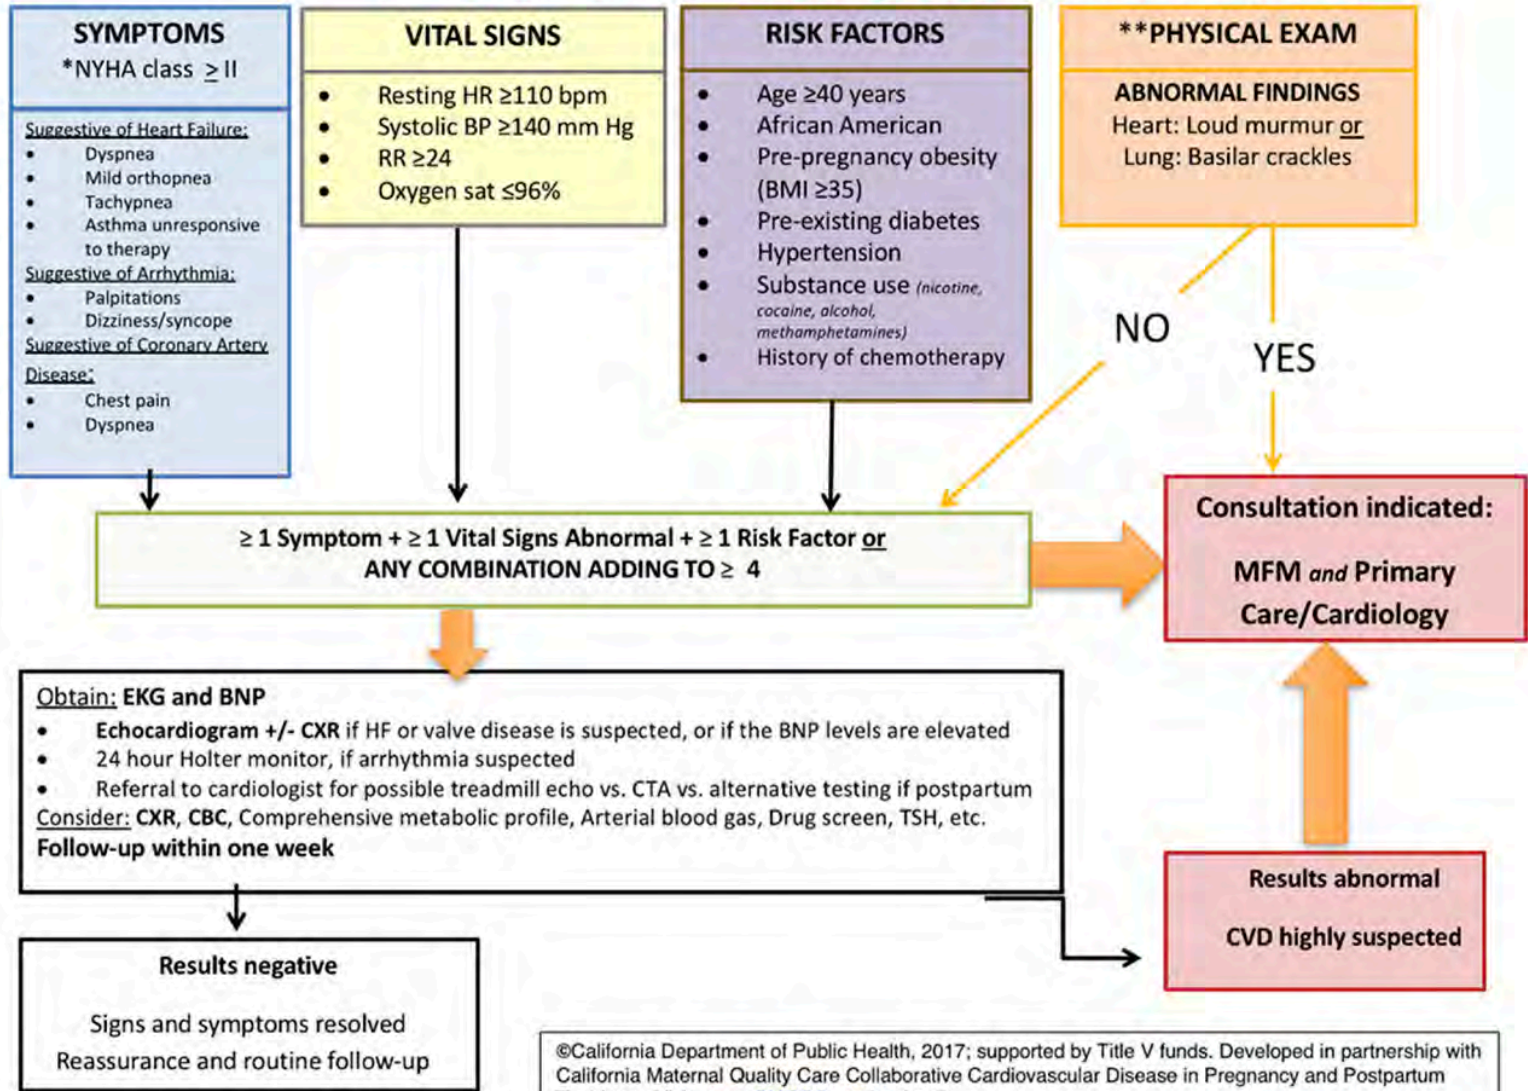 SYMPTOMS
*NYHA class ≥ II
Suggestive of Heart Failure:
• Dyspnea
• Mild orthopnea
• Tachypnea
• Asthma unresponsive
to therapy
Suggestive of Arrhythmia:
• Palpitations
• Dizziness/syncope
Suggestive of Coronary Artery
Disease:
• Chest pain
• Dyspnea
VITAL SIGNS
• Resting HR ≥110 bpm
• Systolic BP ≥140 mm Hg
• RR ≥24
• Oxygen sat ≤96%
RISK FACTORS
• Age ≥40 years
• African American
• Pre-pregnancy obesity
(BMI ≥35)
• Pre-existing diabetes
• Hypertension
• Substance use (nicotine,
cocaine, alcohol,
methamphetamines)
• History of chemotherapy
**PHYSICAL EXAM
ABNORMAL FINDINGS
Heart: Loud murmur or
Lung: Basilar crackles
NO
YES
≥ 1 Symptom + ≥ 1 Vital Signs Abnormal + ≥ 1 Risk Factor or
ANY COMBINATION ADDING TO ≥ 4
Consultation indicated:
MFM and Primary
Care/Cardiology
Obtain: EKG and BNP
• Echocardiogram +/- CXR if HF or valve disease is suspected, or if the BNP levels are elevated
• 24 hour Holter monitor, if arrhythmia suspected
• Referral to cardiologist for possible treadmill echo vs. CTA vs. alternative testing if postpartum
Consider: CXR, CBC, Comprehensive metabolic profile, Arterial blood gas, Drug screen, TSH, etc.
Follow-up within one week
Results abnormal
CVD highly suspected
Results negative
Signs and symptoms resolved
Reassurance and routine follow-up
©California Department of Public Health, 2017; supported by Title V funds. Developed in partnership with
California Maternal Quality Care Collaborative Cardiovascular Disease in Pregnancy and Postpartum